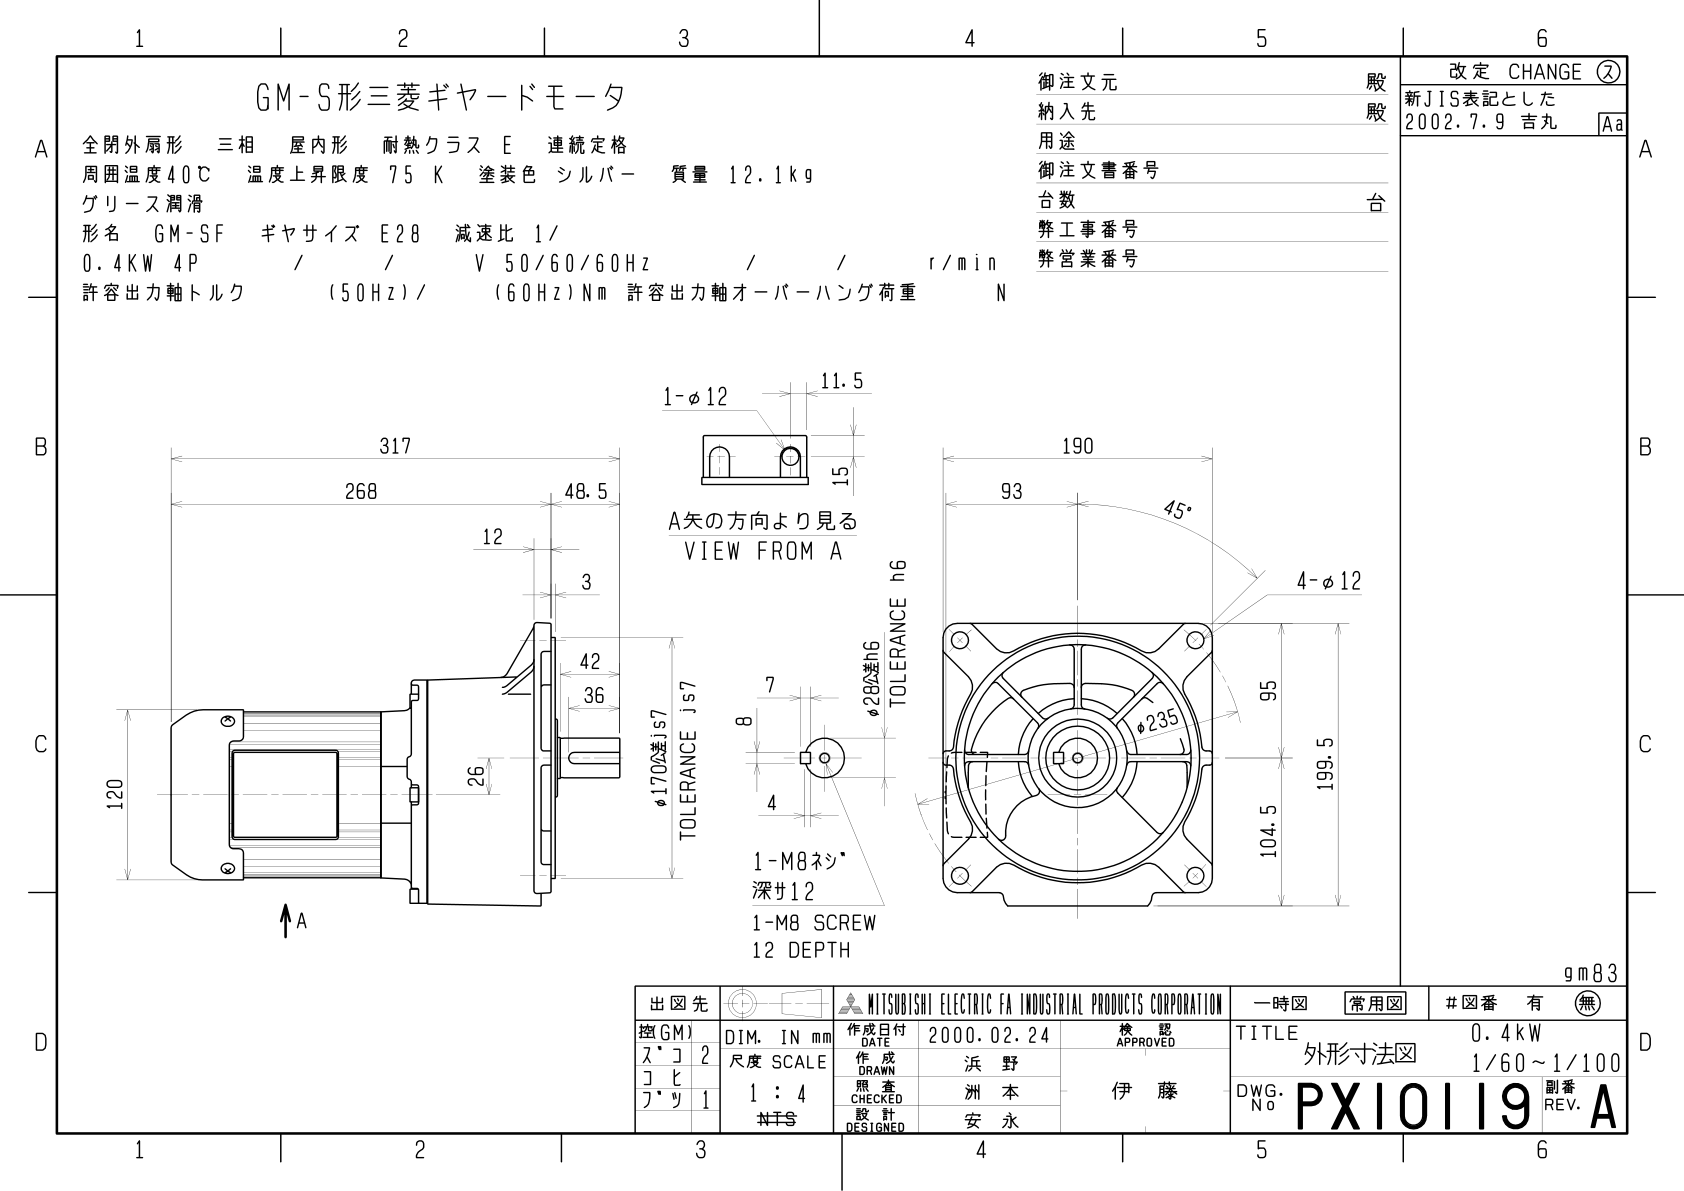 1 2 3 4 5 6
A
B
C
D
GM-S形三菱ギヤードモータ
全閉外扇形 三相 屋内形 耐熱クラス E 連続定格
周囲温度40℃ 温度上昇限度 75 K 塗装色 シルバー 質量 12.1kg
グリース潤滑
形名 GM-SF ギヤサイズ E28 減速比 1/
0.4KW 4P / / V 50/60/60Hz / / r/min
許容出力軸トルク (50Hz)/ (60Hz)Nm 許容出力軸オーバーハング荷重 N
御注文元 殿
納入先 殿
用途
御注文書番号
台数 台
弊工事番号
弊営業番号
改定 CHANGE ス
新JIS表記とした
2002.7.9 吉丸 Aa
A
B
C
D
11.5
1-φ12
15
A矢の方向より見る
VIEW FROM A
317
268
48.5
12
3
42
36
26
120
φ170公差js7
TOLERANCE js7
A
7
8
4
φ28公差h6
TOLERANCE h6
1-M8ネジ
深サ12
1-M8 SCREW
12 DEPTH
190
93
45°
4-φ12
φ235
95
104.5
199.5
gm83
出図先
控(GM)
スﾞコ 2
コヒ
フﾞツ 1
DIM. IN mm
尺度 SCALE
1 : 4
NTS
MITSUBISHI ELECTRIC FA INDUSTRIAL PRODUCTS CORPORATION
作成日付
DATE
2000.02.24
作成
DRAWN
浜野
照査
CHECKED
洲本
設計
DESIGNED
安永
検認
APPROVED
伊藤
一時図 常用図
#図番 有 無
TITLE
外形寸法図
0.4kW
1/60~1/100
DWG.
No
PX10119
副番
REV.
A
1 2 3 4 5 6